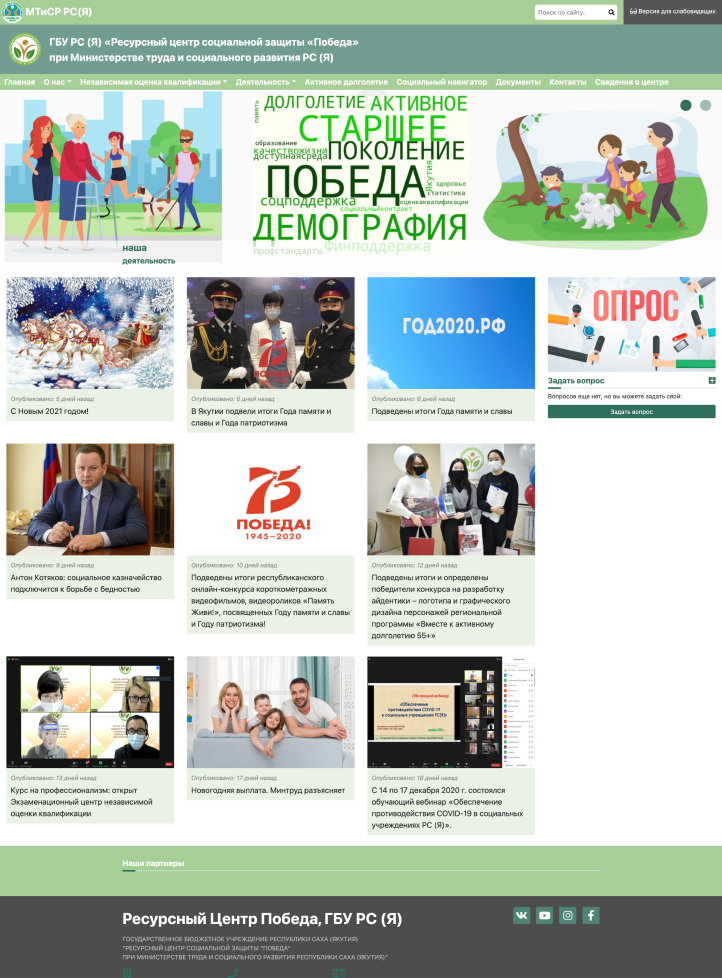 МТиСР РС(Я)
Поиск по сайту..
Версия для слабовидящих
ГБУ РС (Я) «Ресурсный центр социальной защиты «Победа»
при Министерстве труда и социального развития РС (Я)
Главная О нас Независимая оценка квалификации Деятельность Активное долголетие Социальный навигатор Документы Контакты Сведения о центре
память
ДОЛГОЛЕТИЕ АКТИВНОЕ
СТАРШЕЕ
образование
качествожизни
доступнаясреда
ПОКОЛЕНИЕ
ПОБЕДА
Якутия
здоровье
статистика
соцподдержка
оценкаквалификации
социальныйконтракт
ДЕМОГРАФИЯ
профстандарты
Финподдержка
наша
деятельность
Опубликовано: 5 дней назад
С Новым 2021 годом!
Опубликовано: 6 дней назад
В Якутии подвели итоги Года памяти и
славы и Года патриотизма
ГОД2020.РФ
Опубликовано: 6 дней назад
Подведены итоги Года памяти и славы
ОПРОС
Задать вопрос
Вопросов еще нет, но вы можете задать свой:
Задать вопрос
Опубликовано: 9 дней назад
Антон Котяков: социальное казначейство
подключится к борьбе с бедностью
75
ПОБЕДА!
1945–2020
Опубликовано: 10 дней назад
Подведены итоги республиканского
онлайн-конкурса короткометражных
видеофильмов, видеороликов «Память
Живи!», посвященных Году памяти и славы
и Году патриотизма!
Опубликовано: 12 дней назад
Подведены итоги и определены
победители конкурса на разработку
айдентики – логотипа и графического
дизайна персонажей региональной
программы «Вместе к активному
долголетию 55+»
Опубликовано: 13 дней назад
Курс на профессионализм: открыт
Экзаменационный центр независимой
оценки квалификации
Опубликовано: 17 дней назад
Новогодняя выплата. Минтруд разъясняет
Обучающий вебинар
«Обеспечение
противодействия COVID-19
в социальных
учреждениях РС(Я)»
Опубликовано: 18 дней назад
С 14 по 17 декабря 2020 г. состоялся
обучающий вебинар «Обеспечение
противодействия COVID-19 в социальных
учреждениях РС (Я)».
Наши партнеры
Ресурсный Центр Победа, ГБУ РС (Я)
ГОСУДАРСТВЕННОЕ БЮДЖЕТНОЕ УЧРЕЖДЕНИЕ РЕСПУБЛИКИ САХА (ЯКУТИЯ)
"РЕСУРСНЫЙ ЦЕНТР СОЦИАЛЬНОЙ ЗАЩИТЫ "ПОБЕДА"
ПРИ МИНИСТЕРСТВЕ ТРУДА И СОЦИАЛЬНОГО РАЗВИТИЯ РЕСПУБЛИКИ САХА (ЯКУТИЯ)"